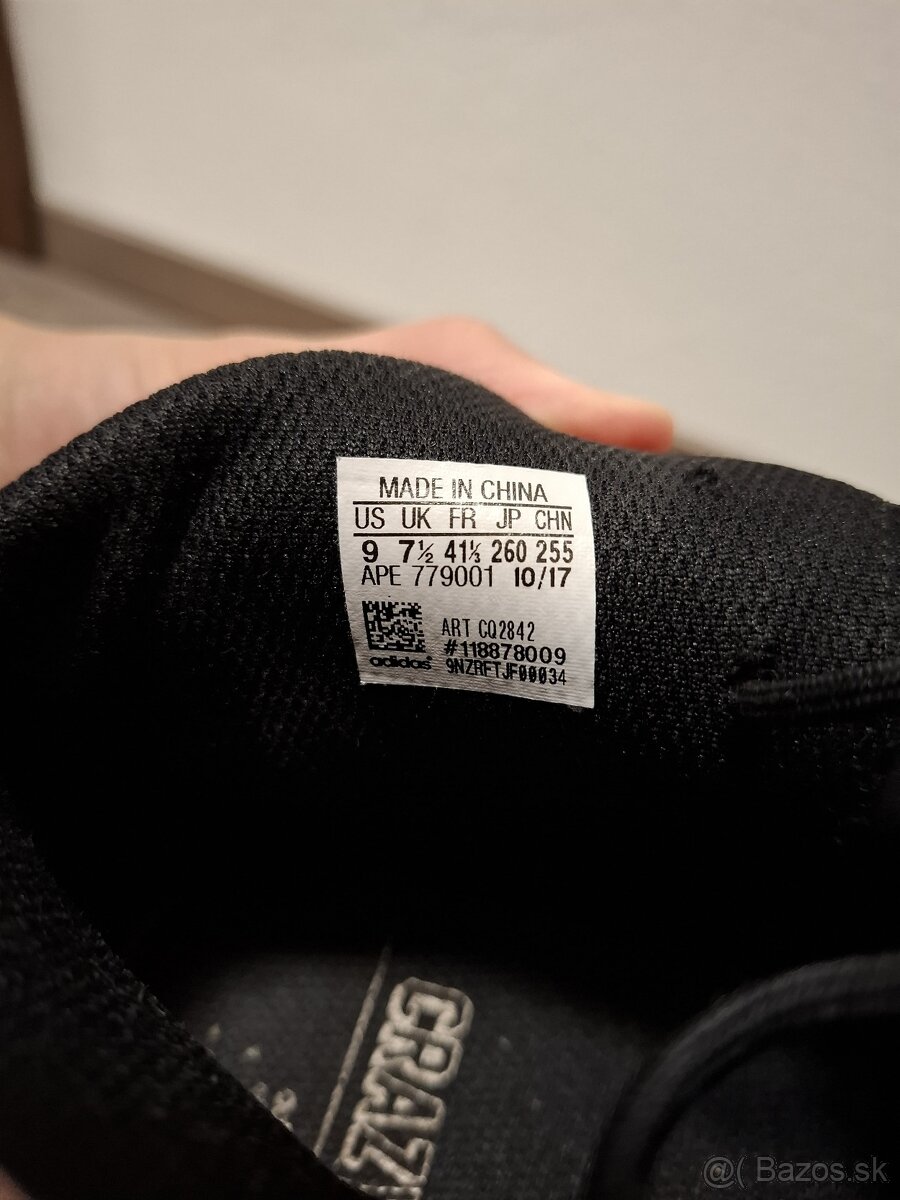 MADE IN CHINA
US UK FR JP CHN
9 7½ 41⅓ 260 255
APE 779001 10/17
ART CQ2842
#118878009
adidas 9NZRFTJF00034
CRAZ
@( Bazos.sk